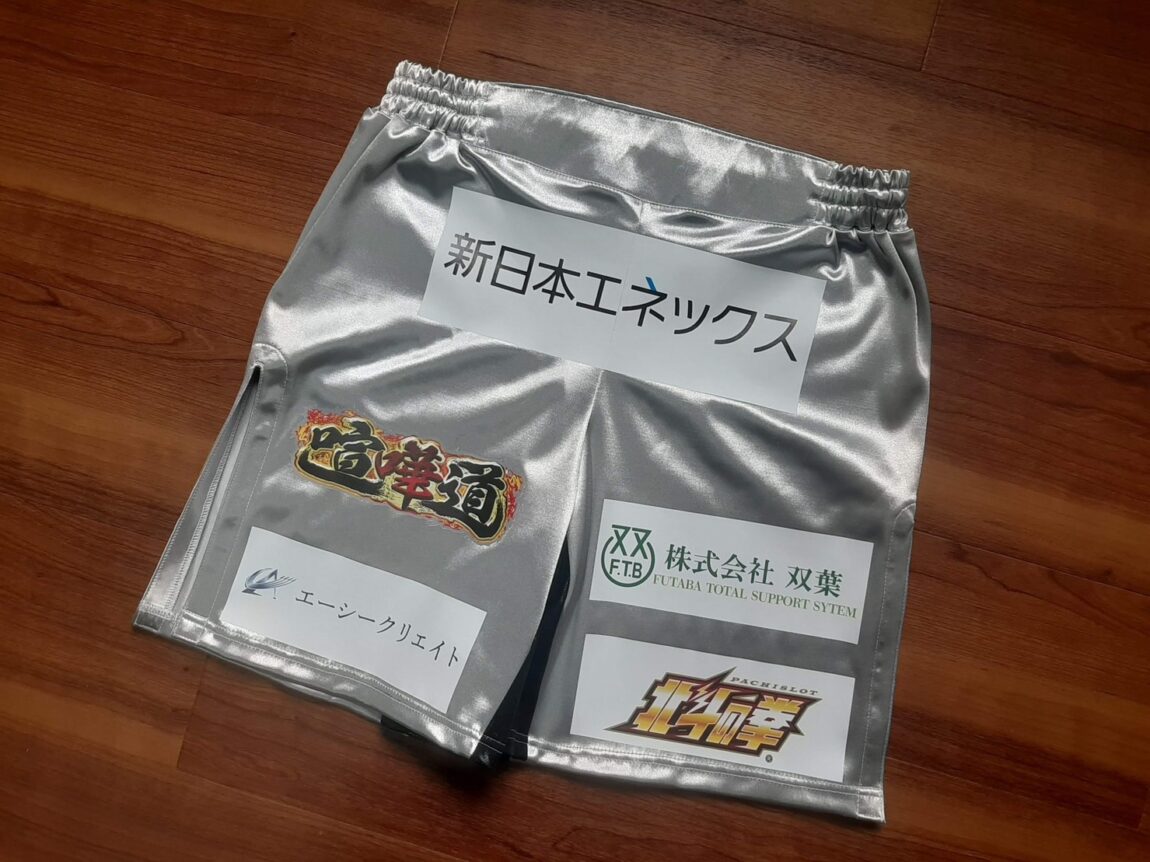 新日本エネックス
喧嘩道
エーシークリエイト
双
F.T.B
株式会社 双葉
FUTABA TOTAL SUPPORT SYTEM
PACHISLOT
北斗の拳